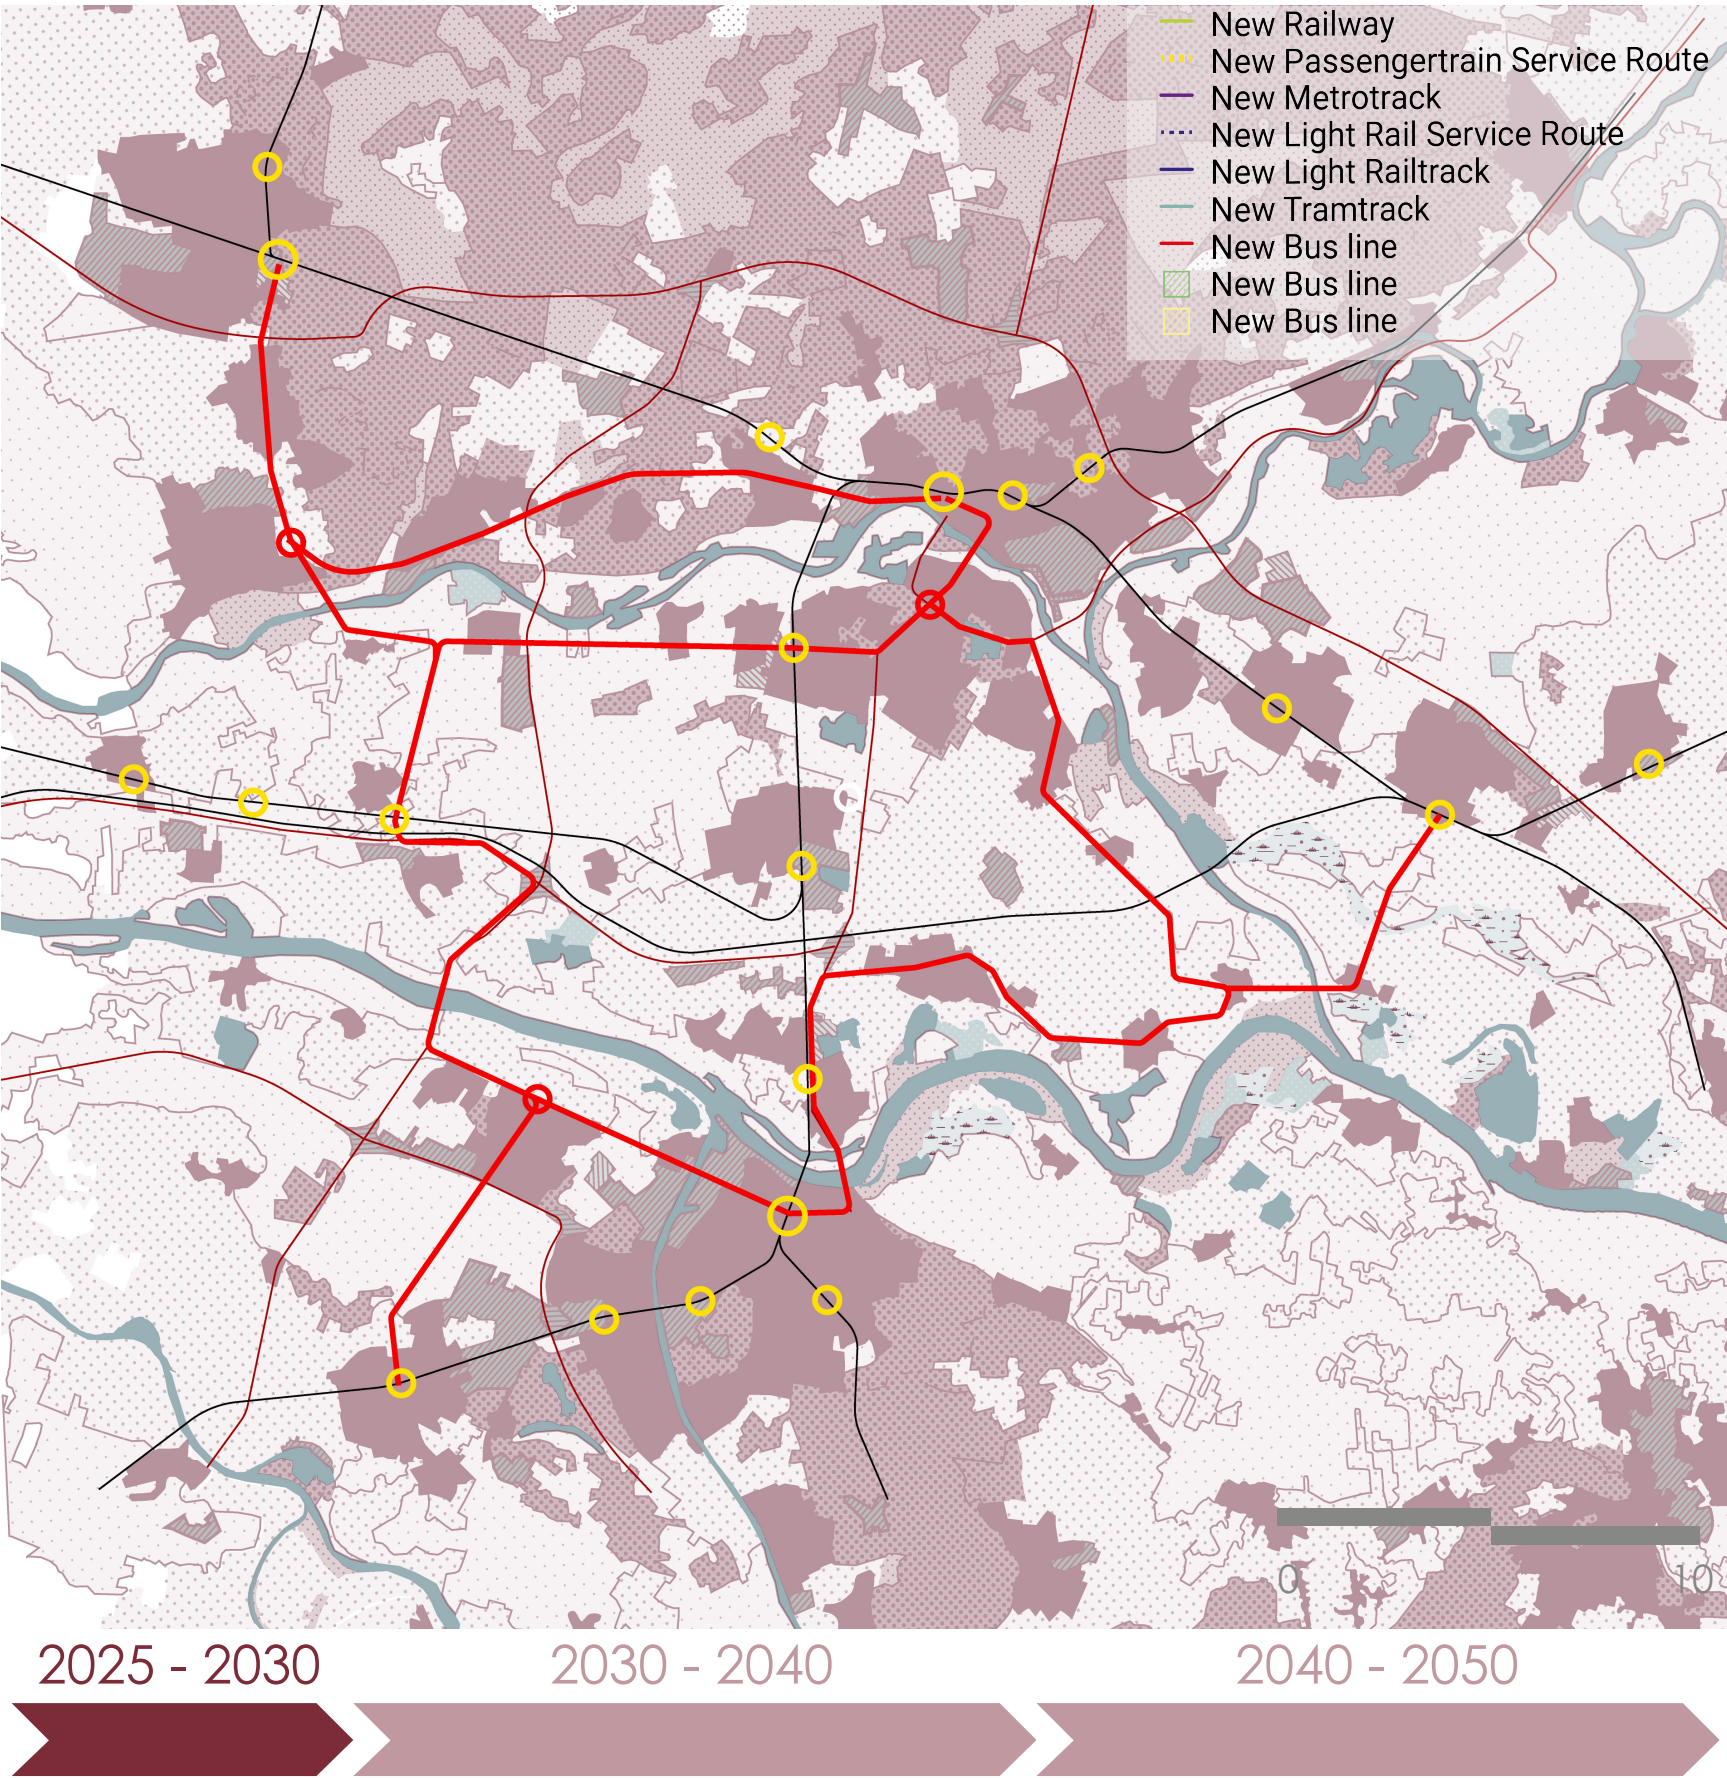 New Railway
New Passengertrain Service Route
New Metrotrack
New Light Rail Service Route
New Light Railtrack
New Tramtrack
New Bus line
New Bus line
New Bus line
0 10
2025 - 2030 2030 - 2040 2040 - 2050